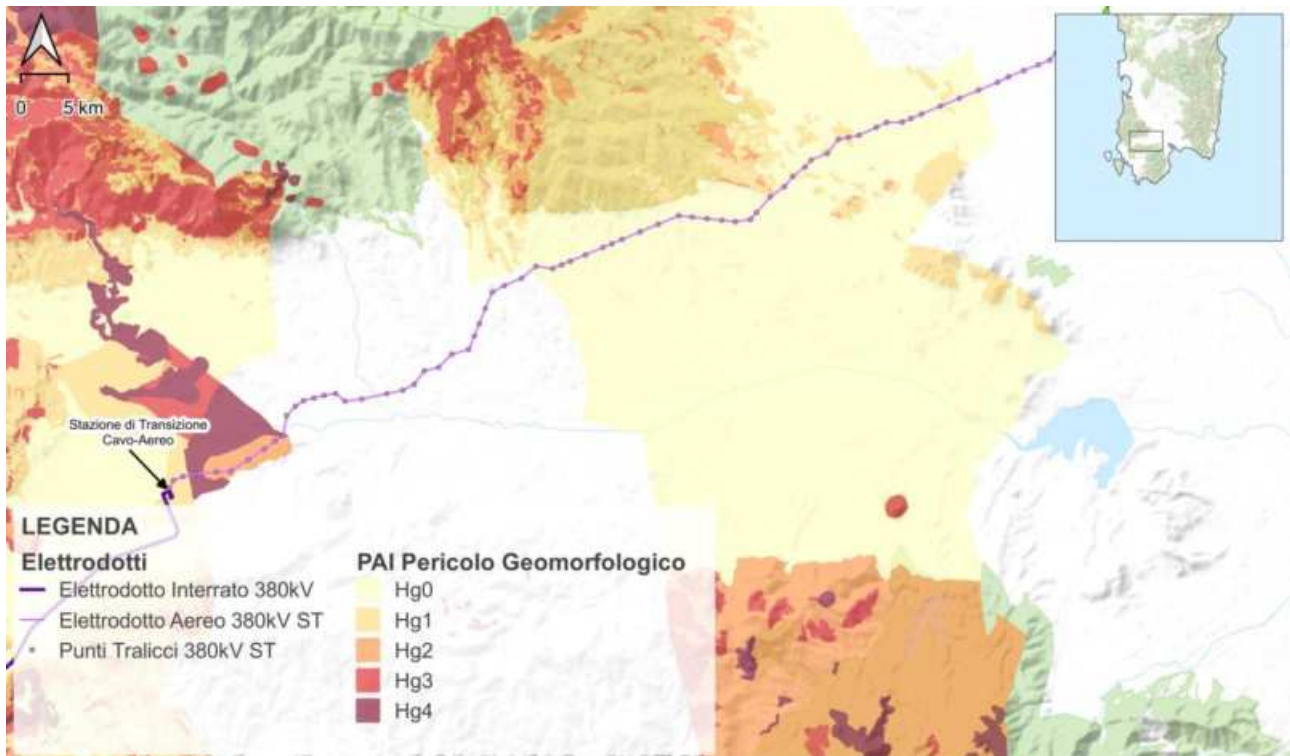 0 5 km
Stazione di Transizione
Cavo-Aereo
LEGENDA
Elettrodotti
Elettrodotto Interrato 380kV
Elettrodotto Aereo 380kV ST
Punti Tralicci 380kV ST
PAI Pericolo Geomorfologico
Hg0
Hg1
Hg2
Hg3
Hg4